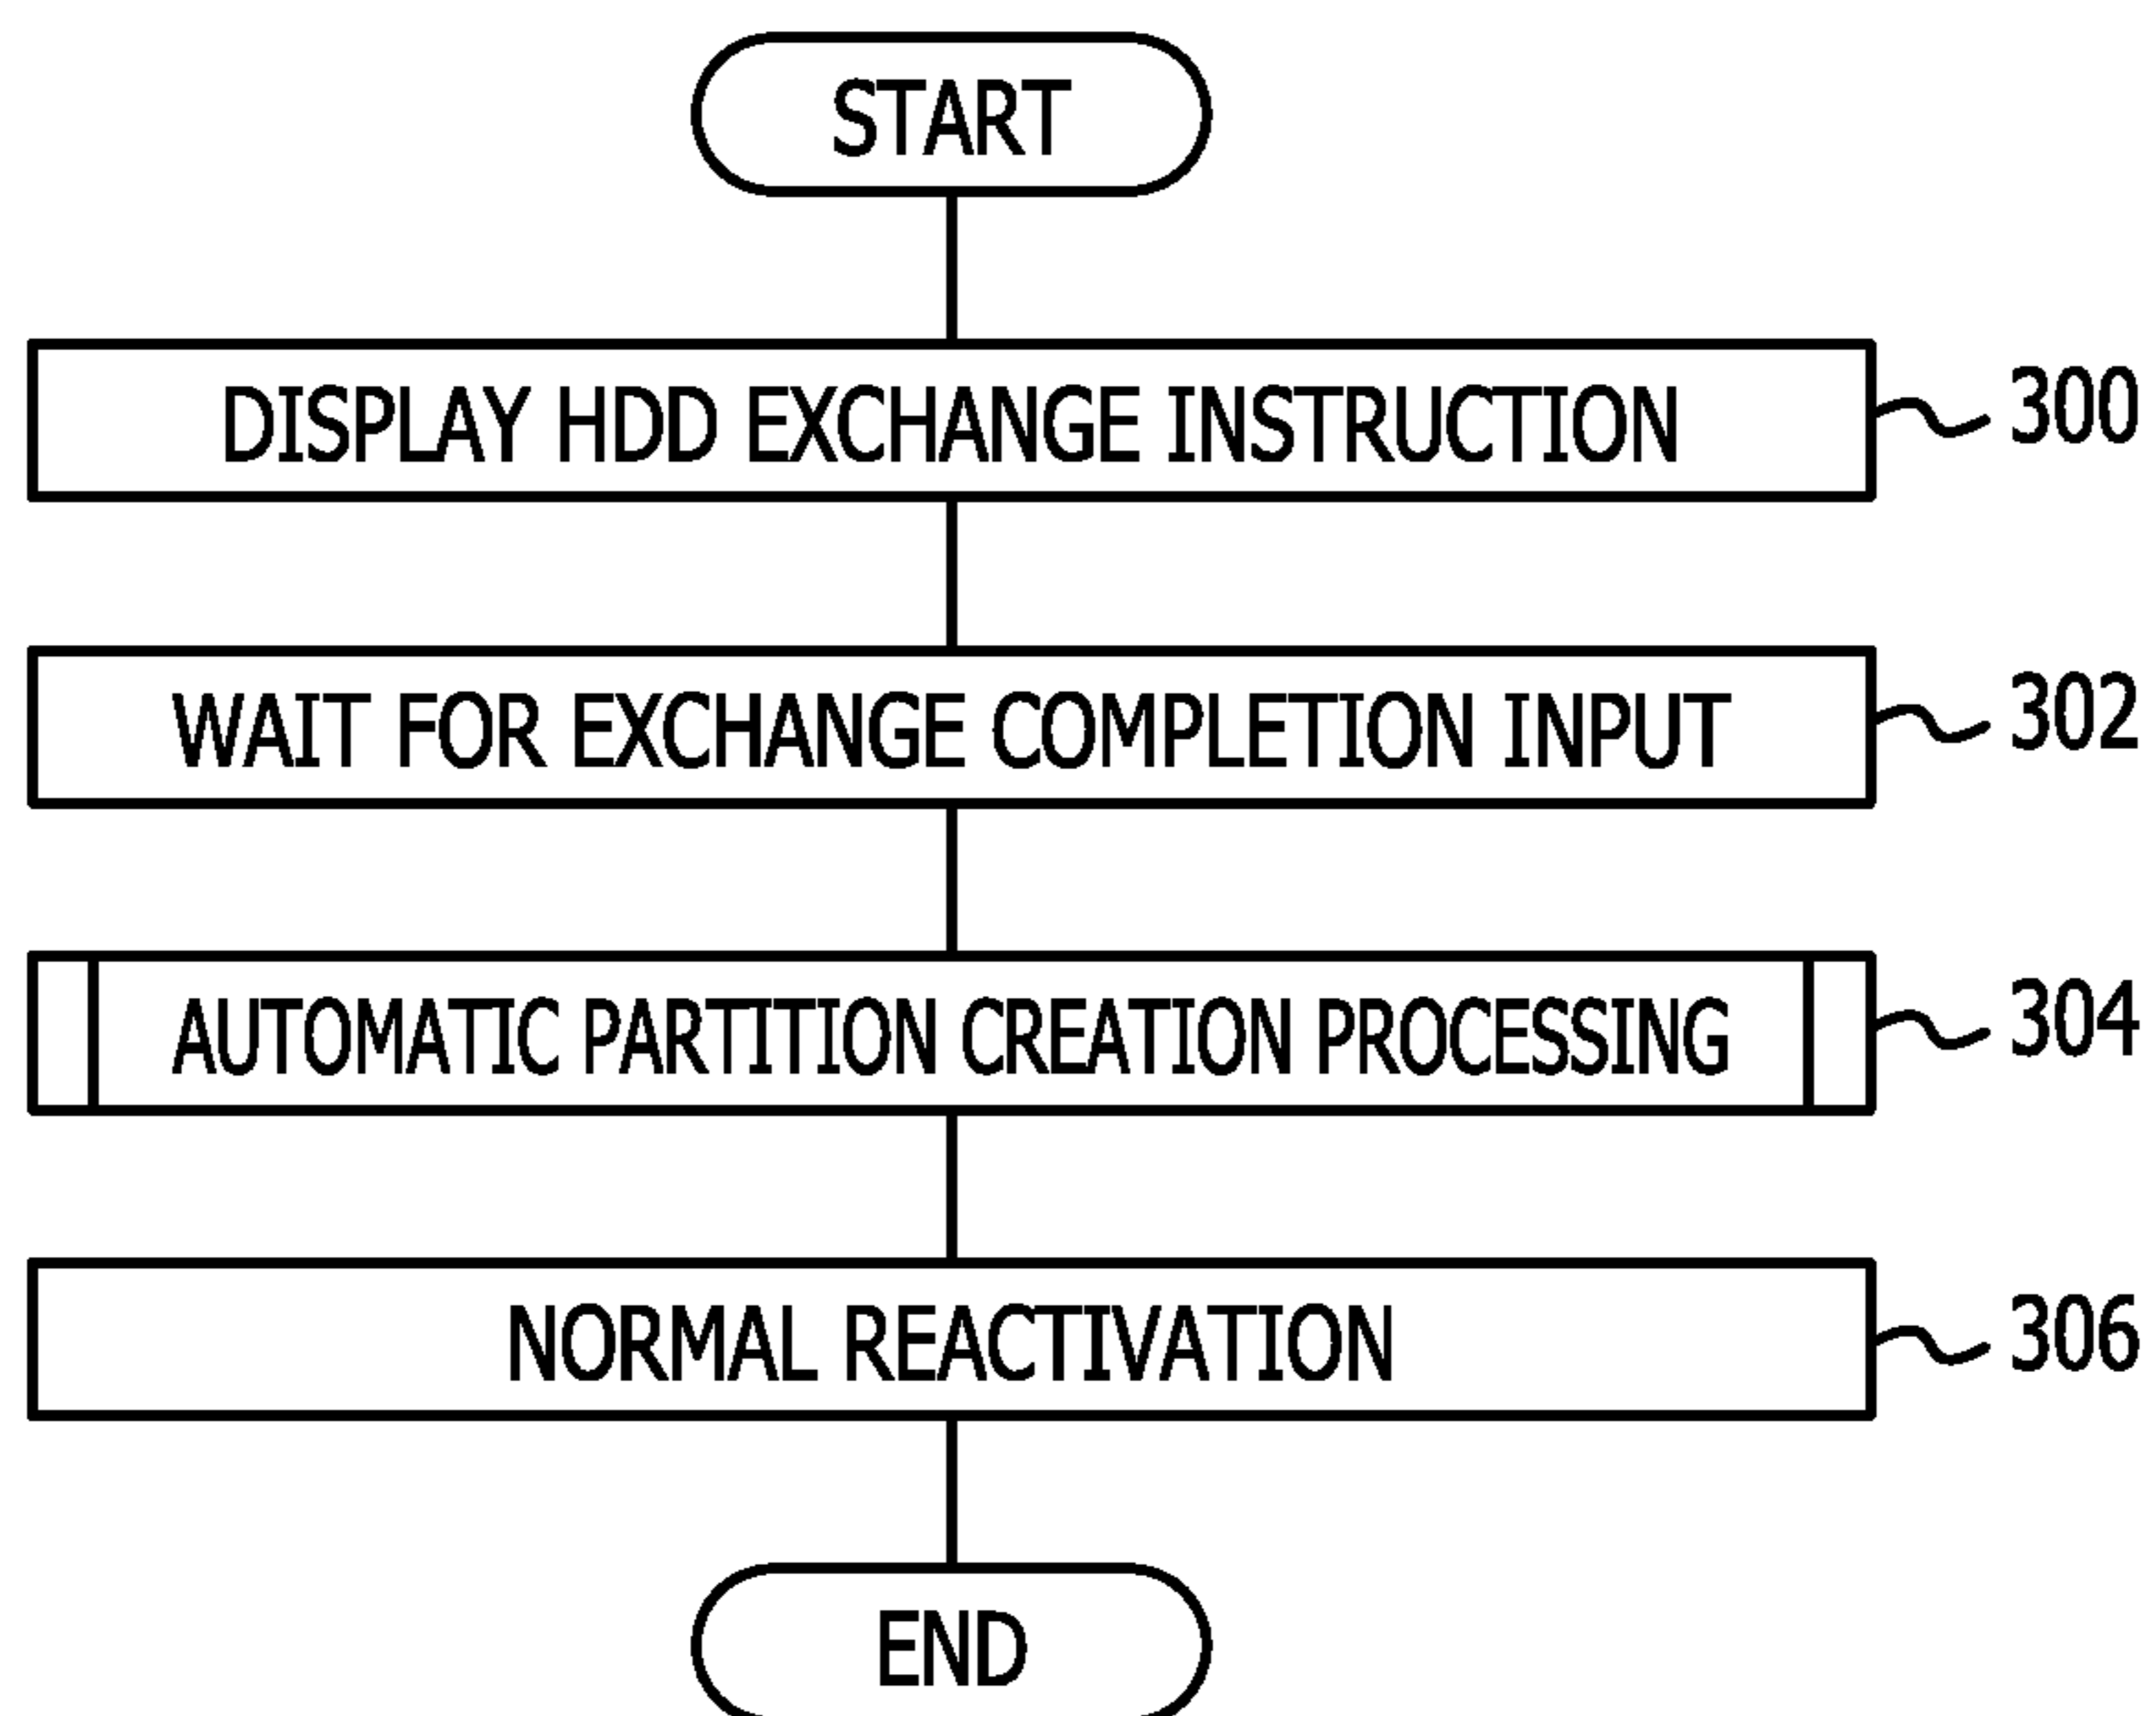 START
DISPLAY HDD EXCHANGE INSTRUCTION
300
WAIT FOR EXCHANGE COMPLETION INPUT
302
AUTOMATIC PARTITION CREATION PROCESSING
304
NORMAL REACTIVATION
306
END